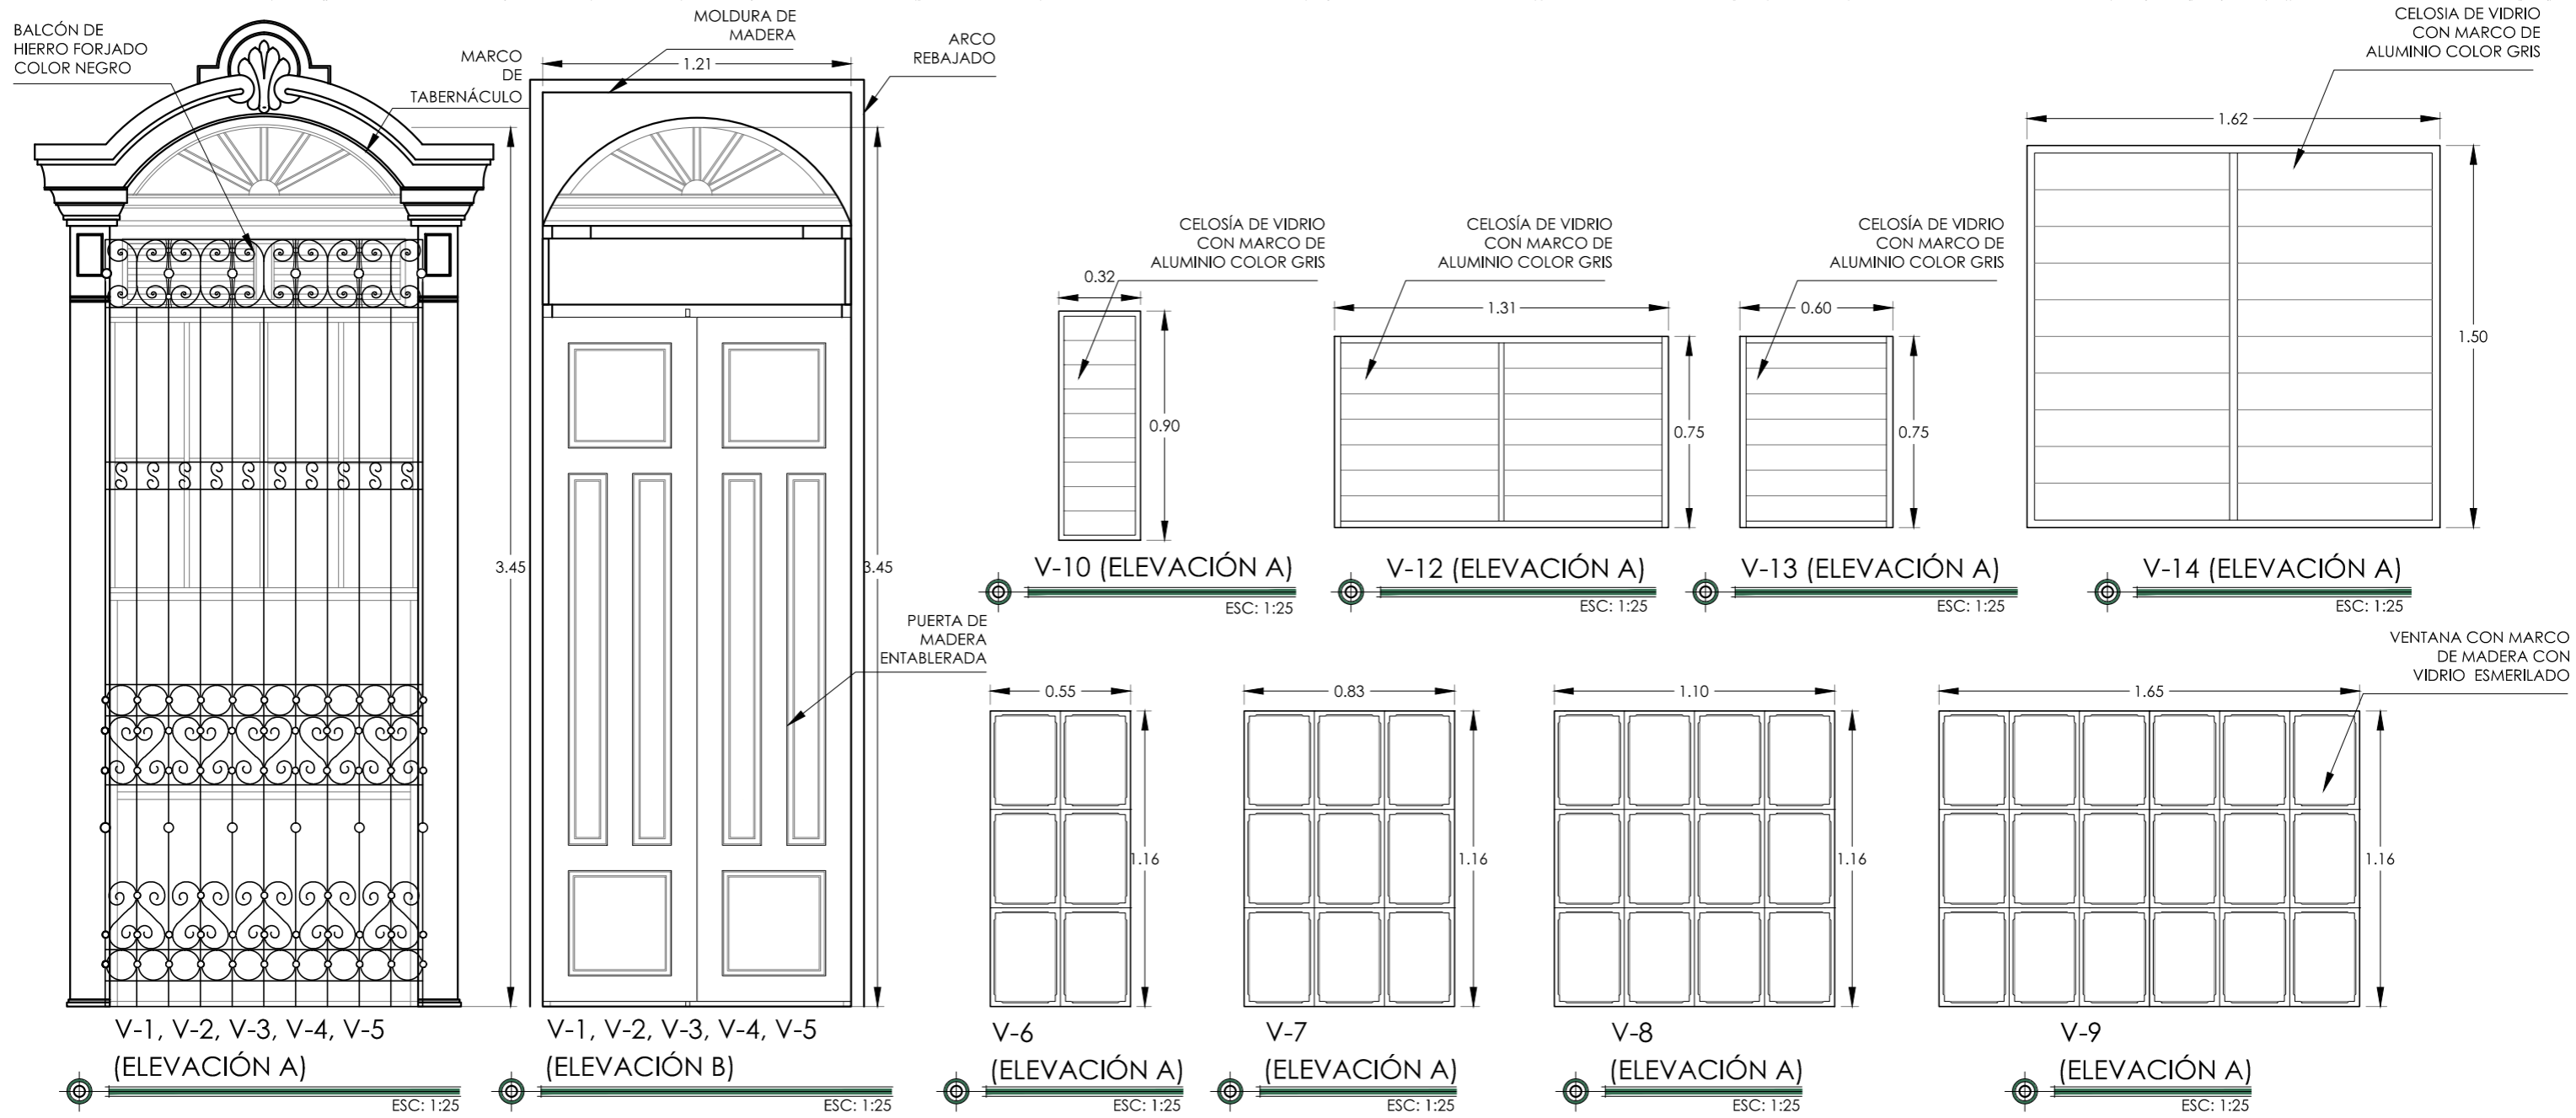 BALCÓN DE
HIERRO FORJADO
COLOR NEGRO
MARCO
DE
TABERNÁCULO
3.45
V-1, V-2, V-3, V-4, V-5
(ELEVACIÓN A)
ESC: 1:25
MOLDURA DE
MADERA
ARCO
REBAJADO
1.21
3.45
PUERTA DE
MADERA
ENTABLERADA
V-1, V-2, V-3, V-4, V-5
(ELEVACIÓN B)
ESC: 1:25
CELOSÍA DE VIDRIO
CON MARCO DE
ALUMINIO COLOR GRIS
0.32
0.90
V-10 (ELEVACIÓN A)
ESC: 1:25
CELOSÍA DE VIDRIO
CON MARCO DE
ALUMINIO COLOR GRIS
1.31
0.75
V-12 (ELEVACIÓN A)
ESC: 1:25
CELOSÍA DE VIDRIO
CON MARCO DE
ALUMINIO COLOR GRIS
0.60
0.75
V-13 (ELEVACIÓN A)
ESC: 1:25
CELOSIA DE VIDRIO
CON MARCO DE
ALUMINIO COLOR GRIS
1.62
1.50
V-14 (ELEVACIÓN A)
ESC: 1:25
0.55
1.16
V-6
(ELEVACIÓN A)
ESC: 1:25
0.83
1.16
V-7
(ELEVACIÓN A)
ESC: 1:25
1.10
1.16
V-8
(ELEVACIÓN A)
ESC: 1:25
VENTANA CON MARCO
DE MADERA CON
VIDRIO ESMERILADO
1.65
1.16
V-9
(ELEVACIÓN A)
ESC: 1:25